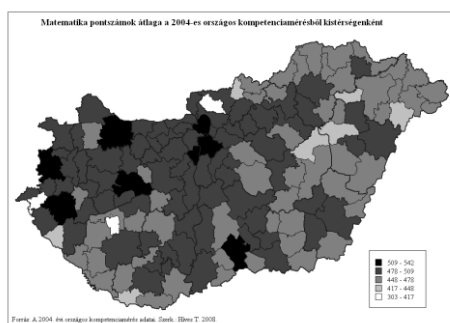 Matematika pontszámok átlaga a 2004-es országos kompetenciamérésből kistérségenként
509 - 542
478 - 509
448 - 478
417 - 448
303 - 417
Forrás: A 2004. évi országos kompetenciamérés adatai. Szerk.: Híves T. 2008.